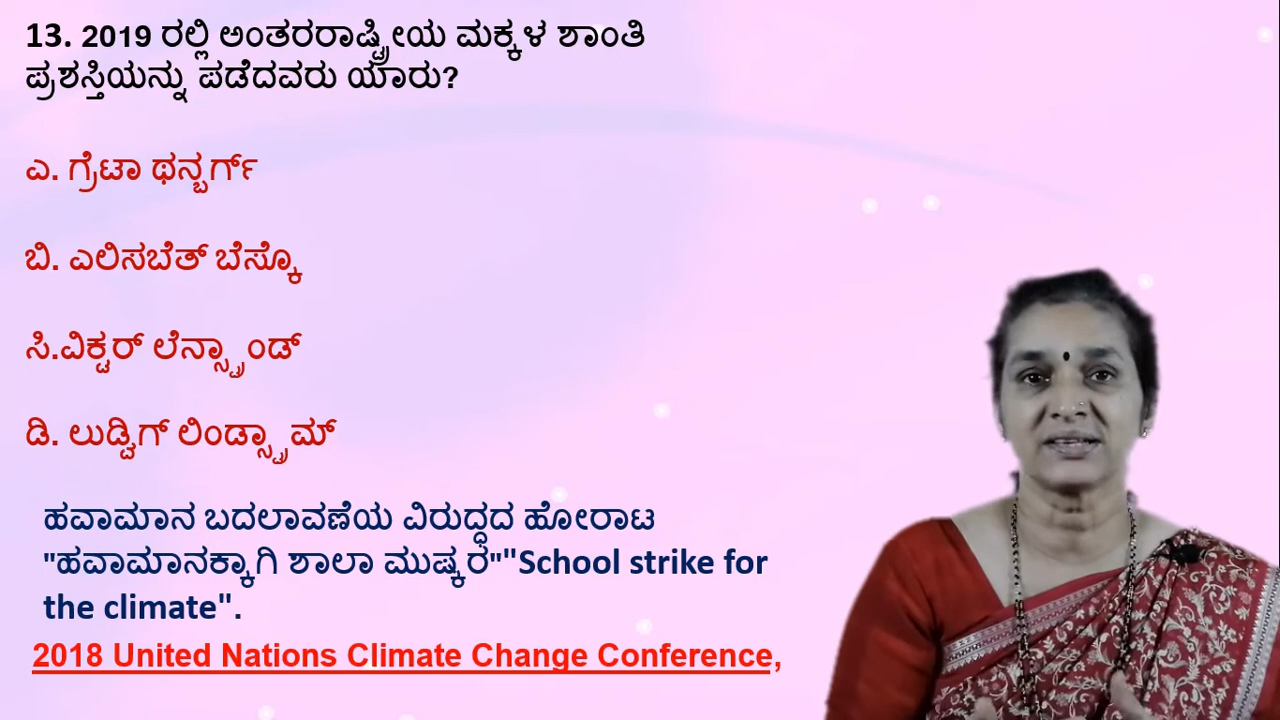 13. 2019 ರಲ್ಲಿ ಅಂತರರಾಷ್ಟ್ರೀಯ ಮಕ್ಕಳ ಶಾಂತಿ
ಪ್ರಶಸ್ತಿಯನ್ನು ಪಡೆದವರು ಯಾರು?
ಎ. ಗ್ರೆಟಾ ಥನ್ಬರ್ಗ್
ಬಿ. ಎಲಿಸಬೆತ್ ಬೆಸ್ಕೊ
ಸಿ.ವಿಕ್ಟರ್ ಲೆನ್ಸ್ಟ್ರಾಂಡ್
ಡಿ. ಲುಡ್ವಿಗ್ ಲಿಂಡ್ಸ್ಟ್ರಾಮ್
ಹವಾಮಾನ ಬದಲಾವಣೆಯ ವಿರುದ್ಧದ ಹೋರಾಟ
"ಹವಾಮಾನಕ್ಕಾಗಿ ಶಾಲಾ ಮುಷ್ಕರ""School strike for
the climate".
2018 United Nations Climate Change Conference,